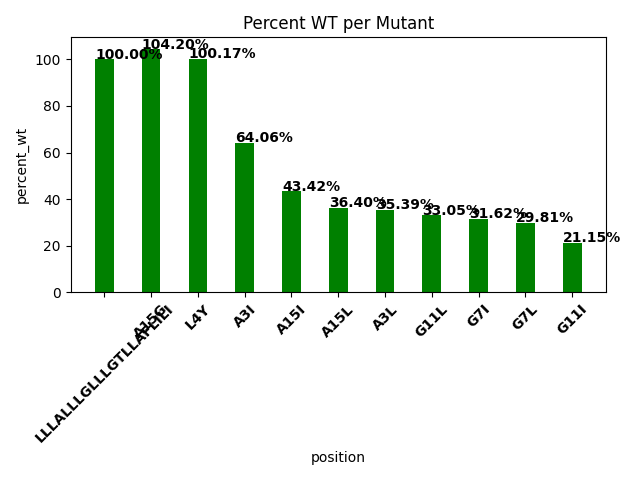 Percent WT per Mutant
percent_wt
100
80
60
40
20
0
100.00%
104.20%
100.17%
64.06%
43.42%
36.40%
35.39%
33.05%
31.62%
29.81%
21.15%
A15C
L4Y
A3I
A15I
A15L
A3L
G11L
G7I
G7L
G11I
position